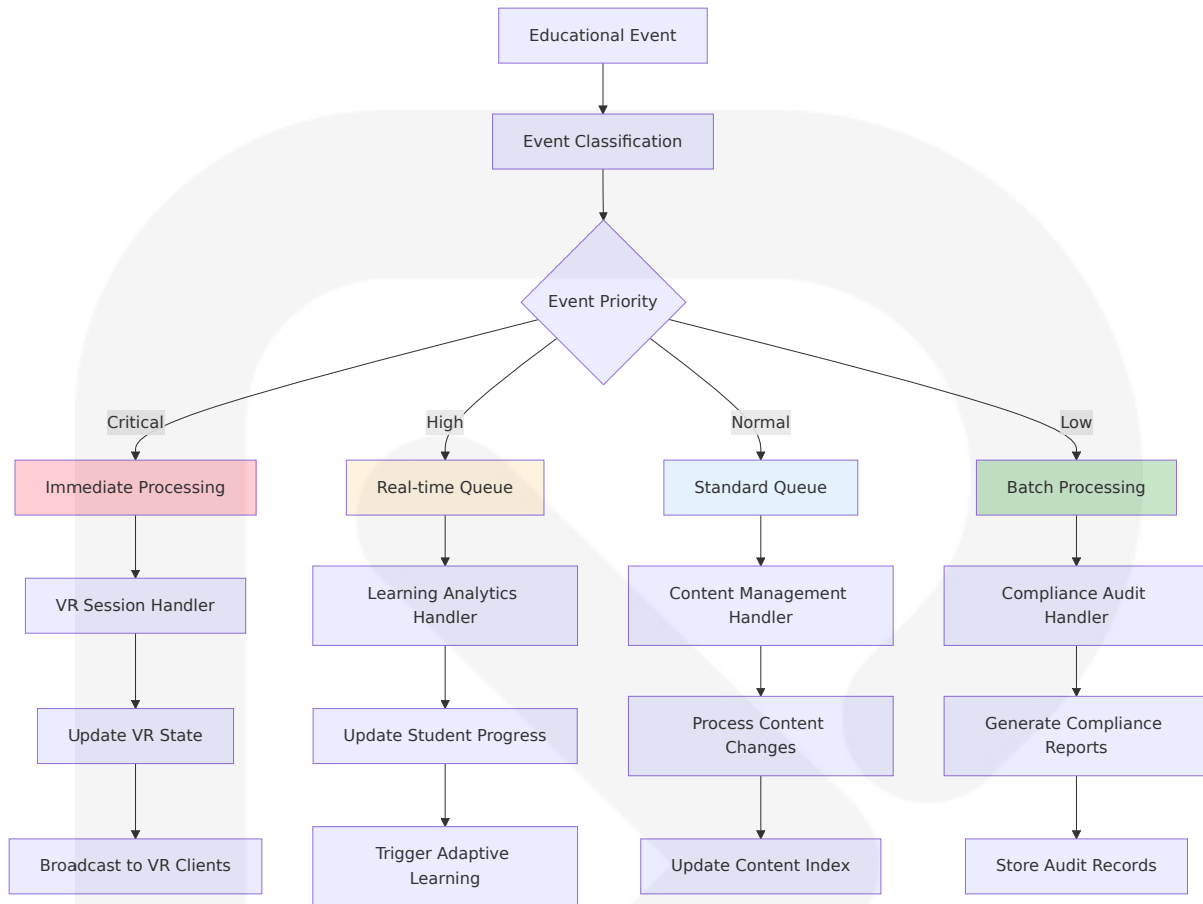 Educational Event
Event Classification
Event Priority
Critical
High
Normal
Low
Immediate Processing
Real-time Queue
Standard Queue
Batch Processing
VR Session Handler
Learning Analytics
Handler
Content Management
Handler
Compliance Audit
Handler
Update VR State
Update Student Progress
Process Content
Changes
Generate Compliance
Reports
Broadcast to VR Clients
Trigger Adaptive
Learning
Update Content Index
Store Audit Records